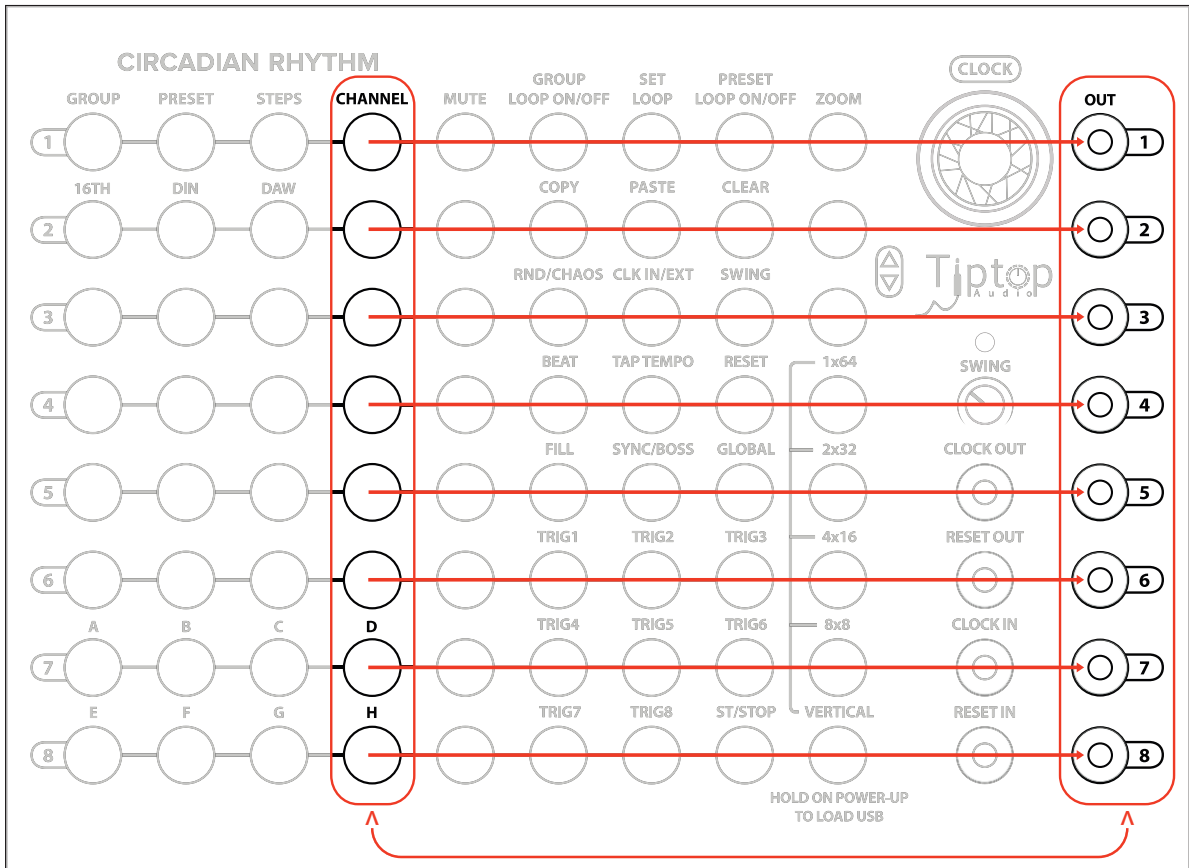 CIRCADIAN RHYTHM
CLOCK
GROUP PRESET STEPS CHANNEL MUTE GROUP LOOP ON/OFF SET LOOP PRESET LOOP ON/OFF ZOOM OUT
1 1
16TH DIN DAW COPY PASTE CLEAR
2 2
RND/CHAOS CLK IN/EXT SWING
Tiptop
Audio
3 3
BEAT TAP TEMPO RESET 1x64 SWING
4 4
FILL SYNC/BOSS GLOBAL 2x32 CLOCK OUT
5 5
TRIG1 TRIG2 TRIG3 4x16 RESET OUT
6 6
A B C D TRIG4 TRIG5 TRIG6 8x8 CLOCK IN
7 7
E F G H TRIG7 TRIG8 ST/STOP VERTICAL RESET IN
8 8
HOLD ON POWER-UP
TO LOAD USB